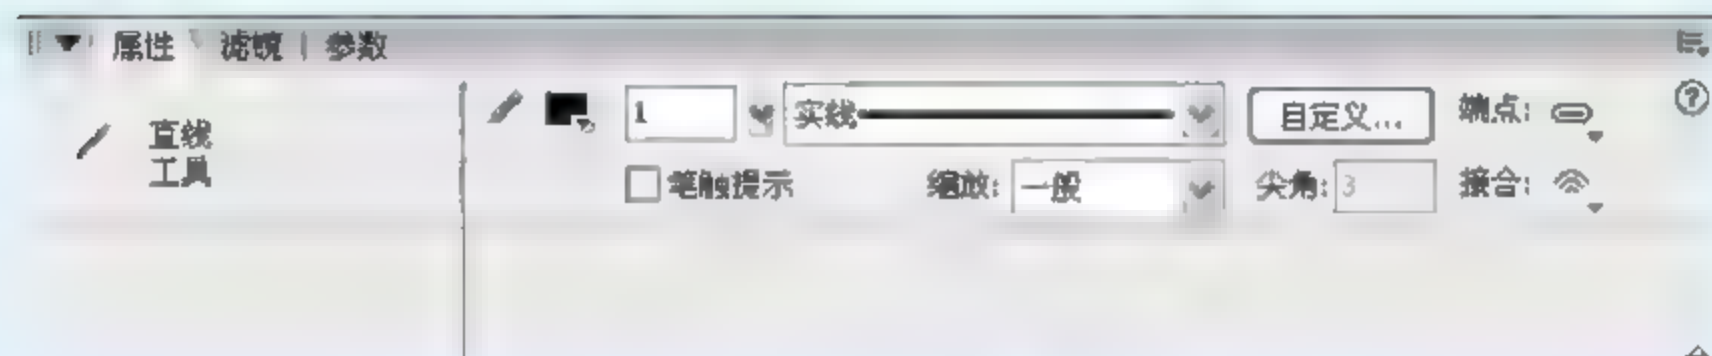 属性 滤镜 | 参数
直线
工具
1 实线 自定义... 端点:
笔触提示 缩放: 一般 尖角: 3 接合: